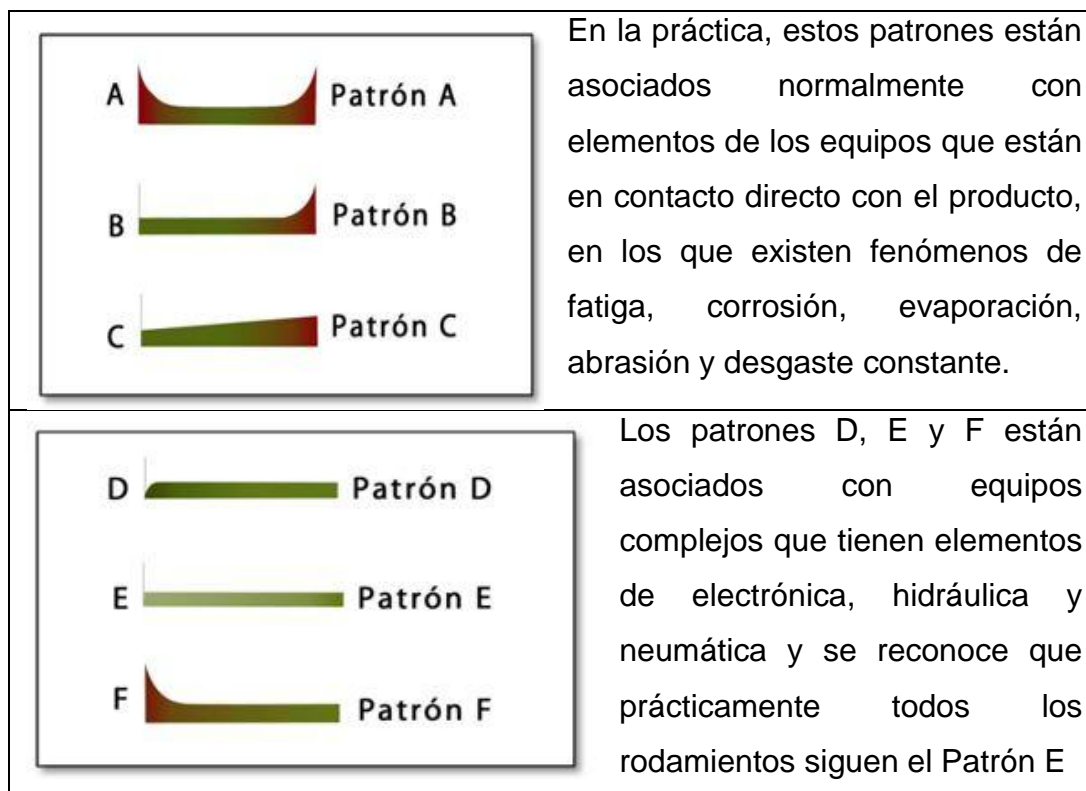 A Patrón A
B Patrón B
C Patrón C
En la práctica, estos patrones están
asociados normalmente con
elementos de los equipos que están
en contacto directo con el producto,
en los que existen fenómenos de
fatiga, corrosión, evaporación,
abrasión y desgaste constante.
D Patrón D
E Patrón E
F Patrón F
Los patrones D, E y F están
asociados con equipos
complejos que tienen elementos
de electrónica, hidráulica y
neumática y se reconoce que
prácticamente todos los
rodamientos siguen el Patrón E